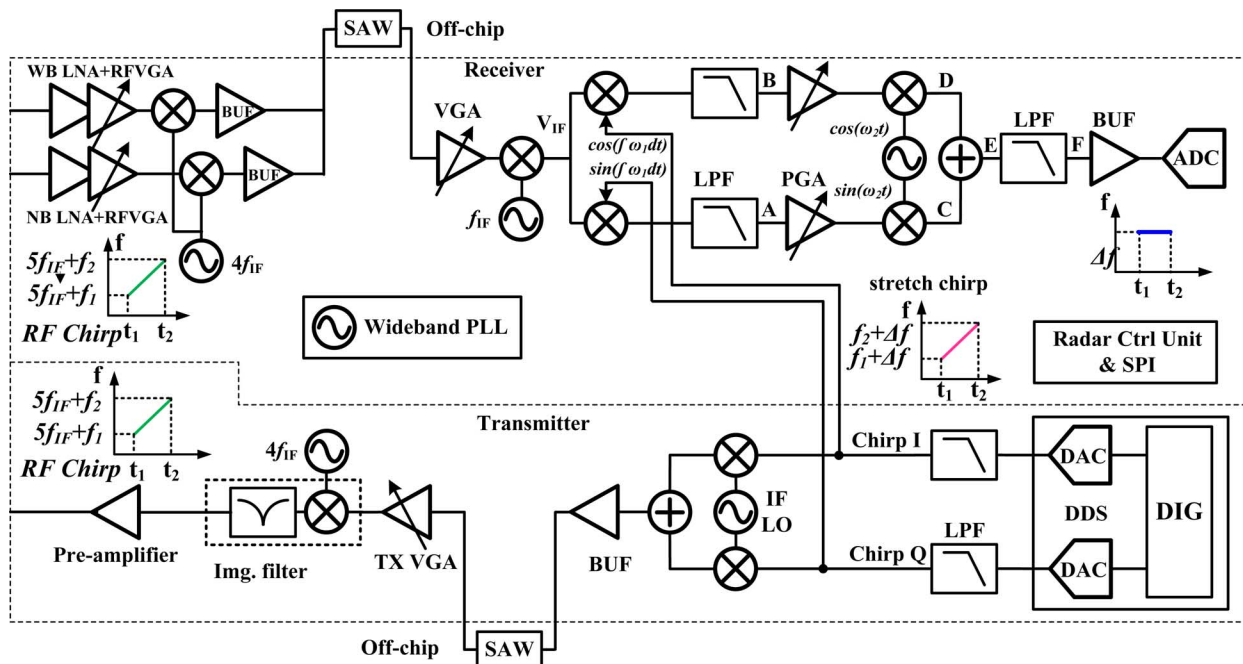 SAW
Off-chip
WB LNA+RFVGA
Receiver
BUF
BUF
NB LNA+RFVGA
4f_IF
VGA
V_IF
f_IF
cos(∫ω₁dt)
sin(∫ω₁dt)
B
D
LPF
A
PGA
cos(ω₂t)
sin(ω₂t)
C
E
LPF
F
BUF
ADC
f
5f_IF+f₂
5f_IF+f₁
RF Chirp
t₁ t₂
Wideband PLL
stretch chirp
f
f₂+Δf
f₁+Δf
t₁ t₂
f
Δf
t₁ t₂
Radar Ctrl Unit
& SPI
f
5f_IF+f₂
5f_IF+f₁
RF Chirp
t₁ t₂
Transmitter
4f_IF
Pre-amplifier
Img. filter
TX VGA
BUF
IF
LO
Chirp I
Chirp Q
LPF
DAC
DDS
DAC
DIG
Off-chip
SAW